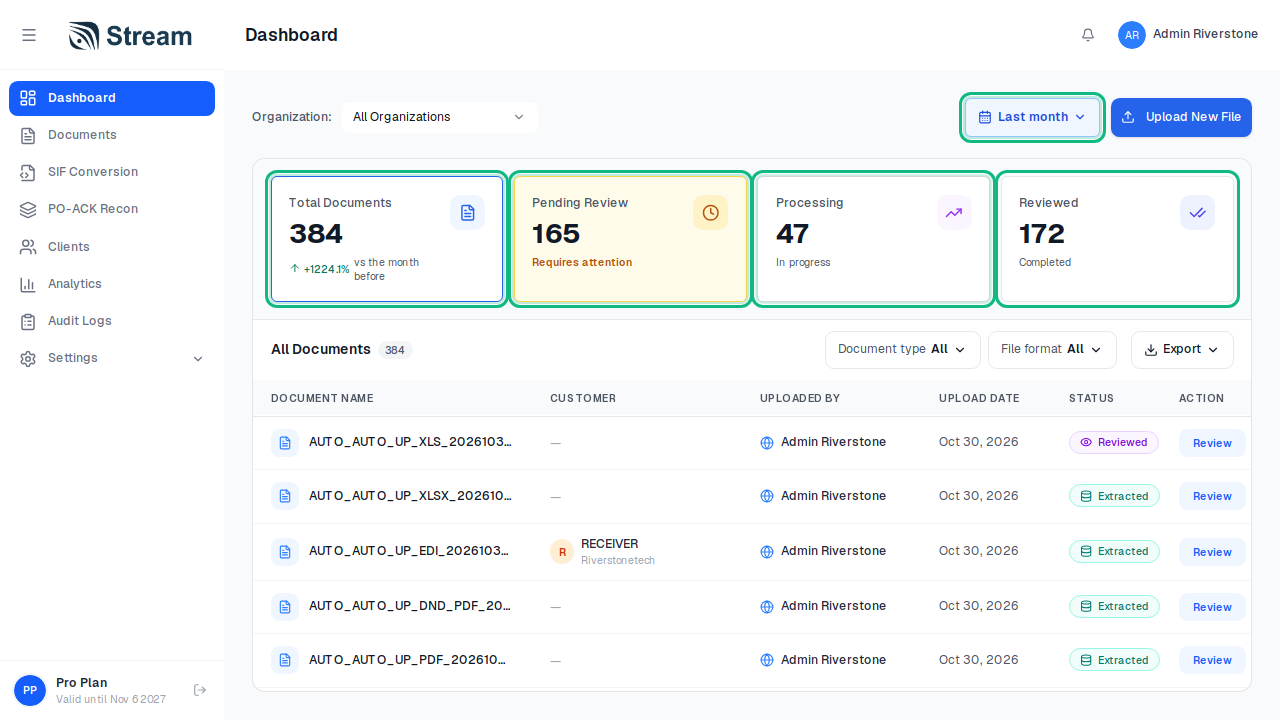 Stream
Dashboard
AR
Admin Riverstone
Dashboard
Documents
SIF Conversion
PO-ACK Recon
Clients
Analytics
Audit Logs
Settings
PP
Pro Plan
Valid until Nov 6 2027
Organization:
All Organizations
Last month
Upload New File
Total Documents
384
+1224.1% vs the month
before
Pending Review
165
Requires attention
Processing
47
In progress
Reviewed
172
Completed
All Documents 384
Document type All
File format All
Export
DOCUMENT NAME CUSTOMER UPLOADED BY UPLOAD DATE STATUS ACTION
AUTO_AUTO_UP_XLS_2026103... — Admin Riverstone Oct 30, 2026 Reviewed Review
AUTO_AUTO_UP_XLSX_202610... — Admin Riverstone Oct 30, 2026 Extracted Review
AUTO_AUTO_UP_EDI_2026103... R RECEIVER Admin Riverstone Oct 30, 2026 Extracted Review
Riverstonetech
AUTO_AUTO_UP_DND_PDF_20... — Admin Riverstone Oct 30, 2026 Extracted Review
AUTO_AUTO_UP_PDF_202610... — Admin Riverstone Oct 30, 2026 Extracted Review